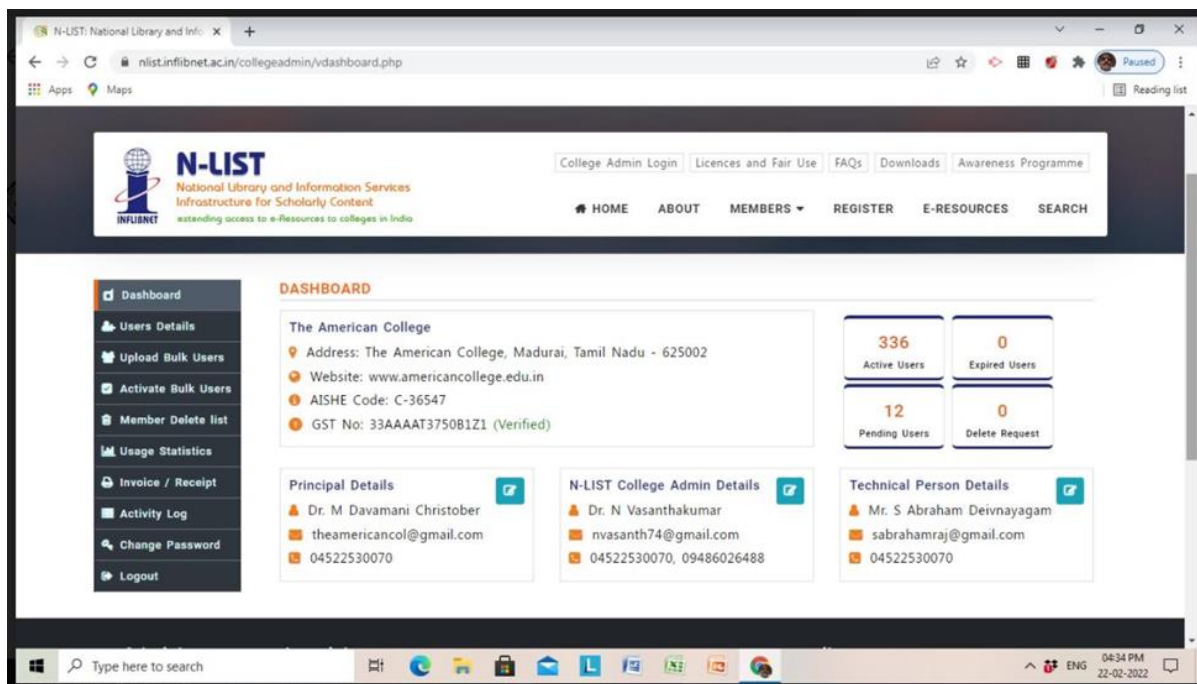 N-LIST: National Library and Info
nlist.inflibnet.ac.in/collegeadmin/vdashboard.php
Paused
Apps
Maps
Reading list
INFLIBNET
N-LIST
National Library and Information Services
Infrastructure for Scholarly Content
extending access to e-Resources to colleges in India
College Admin Login
Licences and Fair Use
FAQs
Downloads
Awareness Programme
HOME
ABOUT
MEMBERS
REGISTER
E-RESOURCES
SEARCH
Dashboard
Users Details
Upload Bulk Users
Activate Bulk Users
Member Delete list
Usage Statistics
Invoice / Receipt
Activity Log
Change Password
Logout
DASHBOARD
The American College
Address: The American College, Madurai, Tamil Nadu - 625002
Website: www.americancollege.edu.in
AISHE Code: C-36547
GST No: 33AAAAT3750B1Z1 (Verified)
336
Active Users
0
Expired Users
12
Pending Users
0
Delete Request
Principal Details
Dr. M Davamani Christober
theamericancol@gmail.com
04522530070
N-LIST College Admin Details
Dr. N Vasanthakumar
nvasanth74@gmail.com
04522530070, 09486026488
Technical Person Details
Mr. S Abraham Deivnayagam
sabrahamraj@gmail.com
04522530070
Type here to search
L
ENG
04:34 PM
22-02-2022